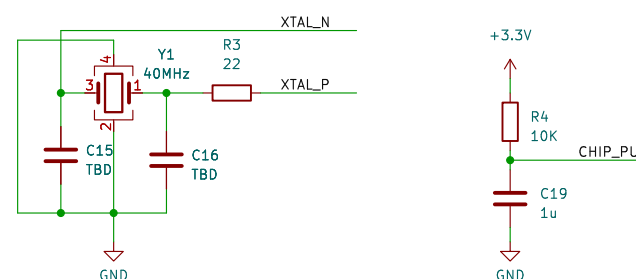 XTAL_N
Y1
40MHz
4
3
1
2
R3
22
XTAL_P
C15
TBD
C16
TBD
GND
+3.3V
R4
10K
CHIP_PU
C19
1u
GND